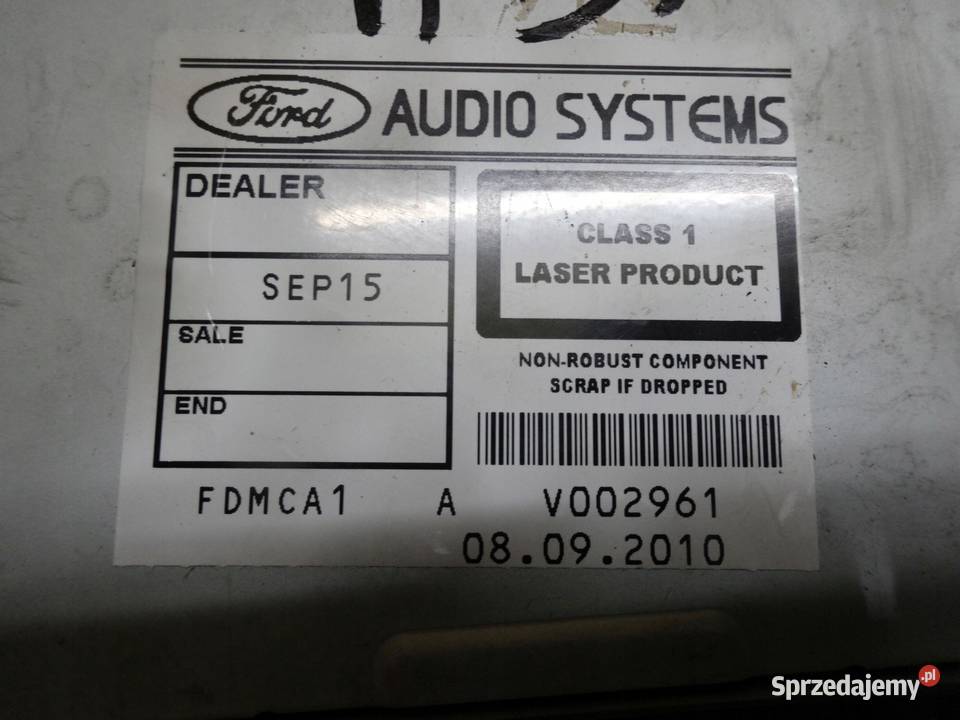 Ford AUDIO SYSTEMS
DEALER
SEP15
SALE
END
CLASS 1
LASER PRODUCT
NON-ROBUST COMPONENT
SCRAP IF DROPPED
FDMCA1 A V002961
08.09.2010
Sprzedajemy.pl